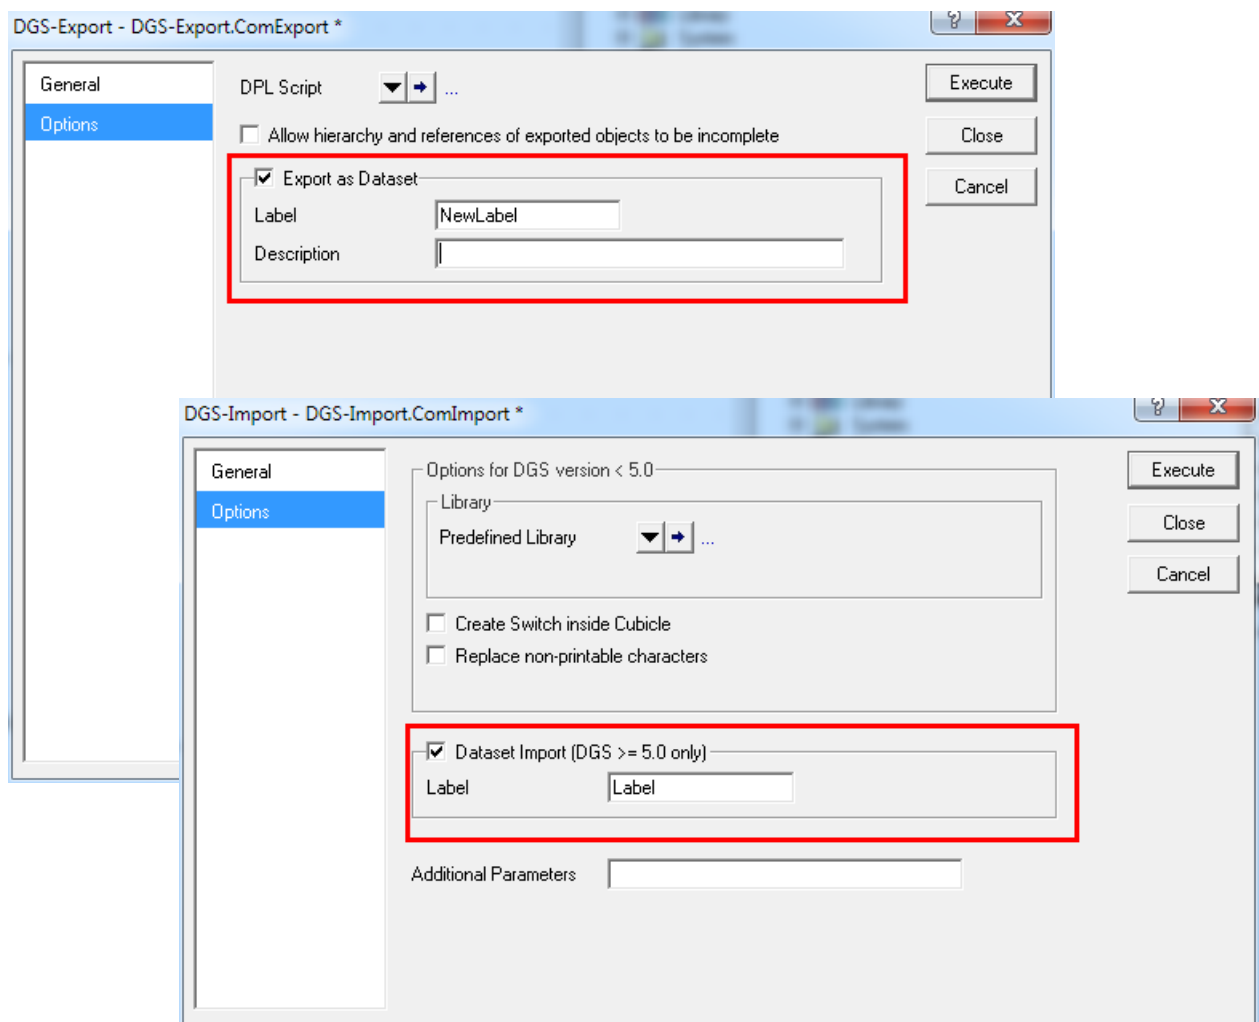 DGS-Export - DGS-Export.ComExport *
General
Options
DPL Script ...
Allow hierarchy and references of exported objects to be incomplete
Export as Dataset
Label NewLabel
Description
Execute
Close
Cancel
DGS-Import - DGS-Import.ComImport *
General
Options
Options for DGS version < 5.0
Library
Predefined Library ...
Create Switch inside Cubicle
Replace non-printable characters
Dataset Import (DGS >= 5.0 only)
Label Label
Additional Parameters
Execute
Close
Cancel